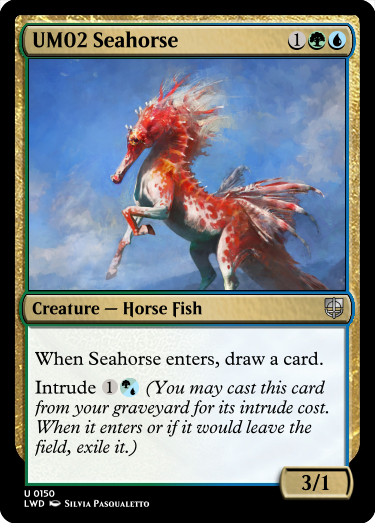 UM02 Seahorse 1
Creature — Horse Fish
When Seahorse enters, draw a card.
Intrude 1 (You may cast this card
from your graveyard for its intrude cost.
When it enters or if it would leave the
field, exile it.)
3/1
U 0150
LWD Silvia Pasqualetto